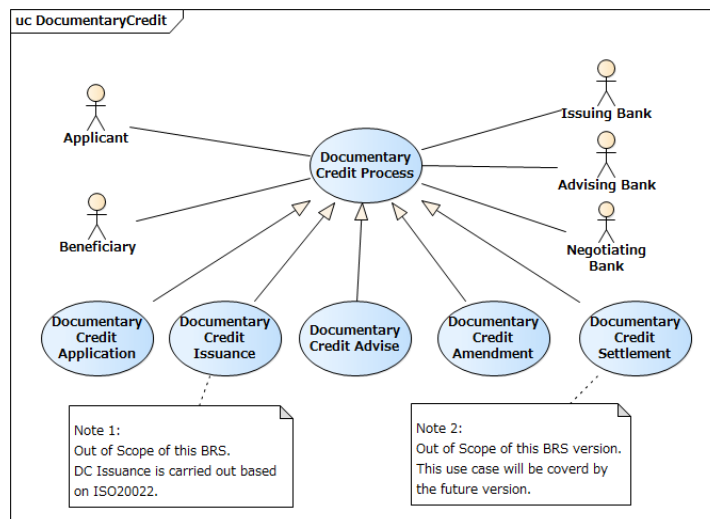 uc DocumentaryCredit
Applicant
Beneficiary
Documentary
Credit Process
Issuing Bank
Advising Bank
Negotiating
Bank
Documentary
Credit
Application
Documentary
Credit
Issuance
Documentary
Credit Advise
Documentary
Credit
Amendment
Documentary
Credit
Settlement
Note 1:
Out of Scope of this BRS.
DC Issuance is carried out based
on ISO20022.
Note 2:
Out of Scope of this BRS version.
This use case will be coverd by
the future version.